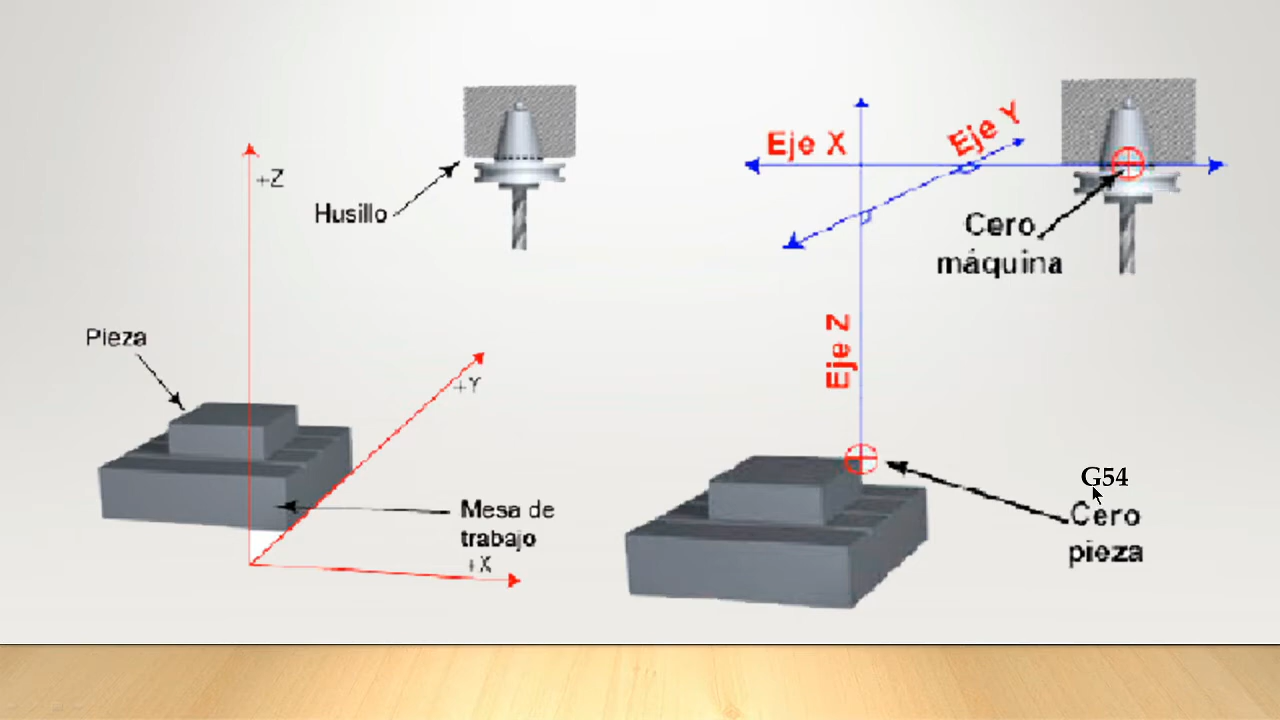 +Z
Husillo
Pieza
+Y
Mesa de
trabajo
+X
Eje X
Eje Y
Cero
máquina
Eje Z
G54
Cero
pieza